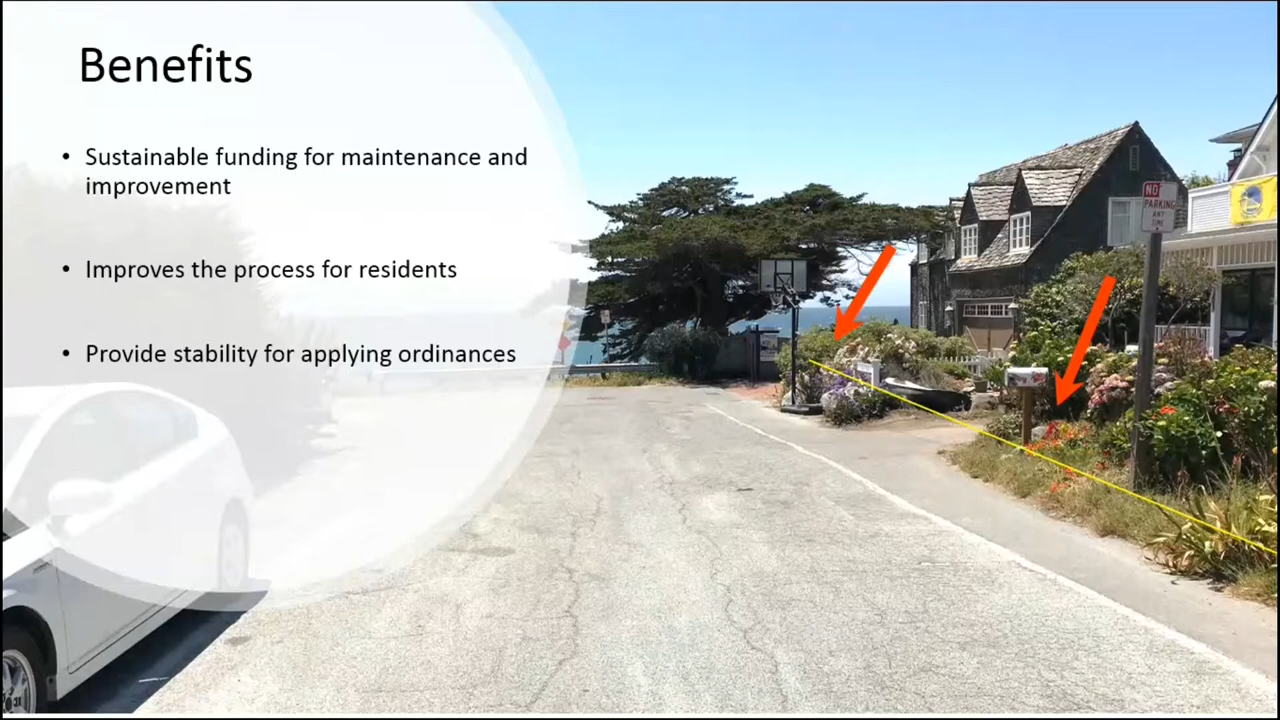 Benefits
• Sustainable funding for maintenance and
improvement
• Improves the process for residents
• Provide stability for applying ordinances
NO
PARKING
ANY
TIME